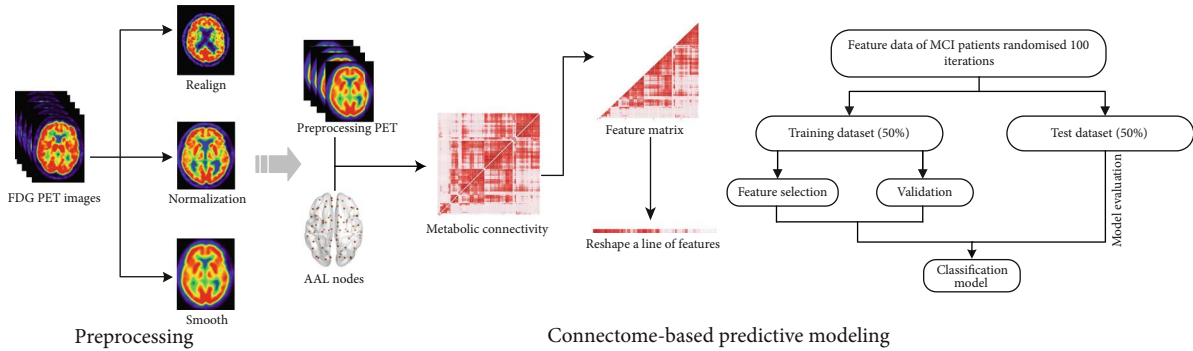 FDG PET images
Realign
Normalization
Smooth
Preprocessing
Preprocessing PET
AAL nodes
Metabolic connectivity
Feature matrix
Reshape a line of features
Feature data of MCI patients randomised 100
iterations
Training dataset (50%)
Test dataset (50%)
Feature selection
Validation
Model evaluation
Classification
model
Connectome-based predictive modeling